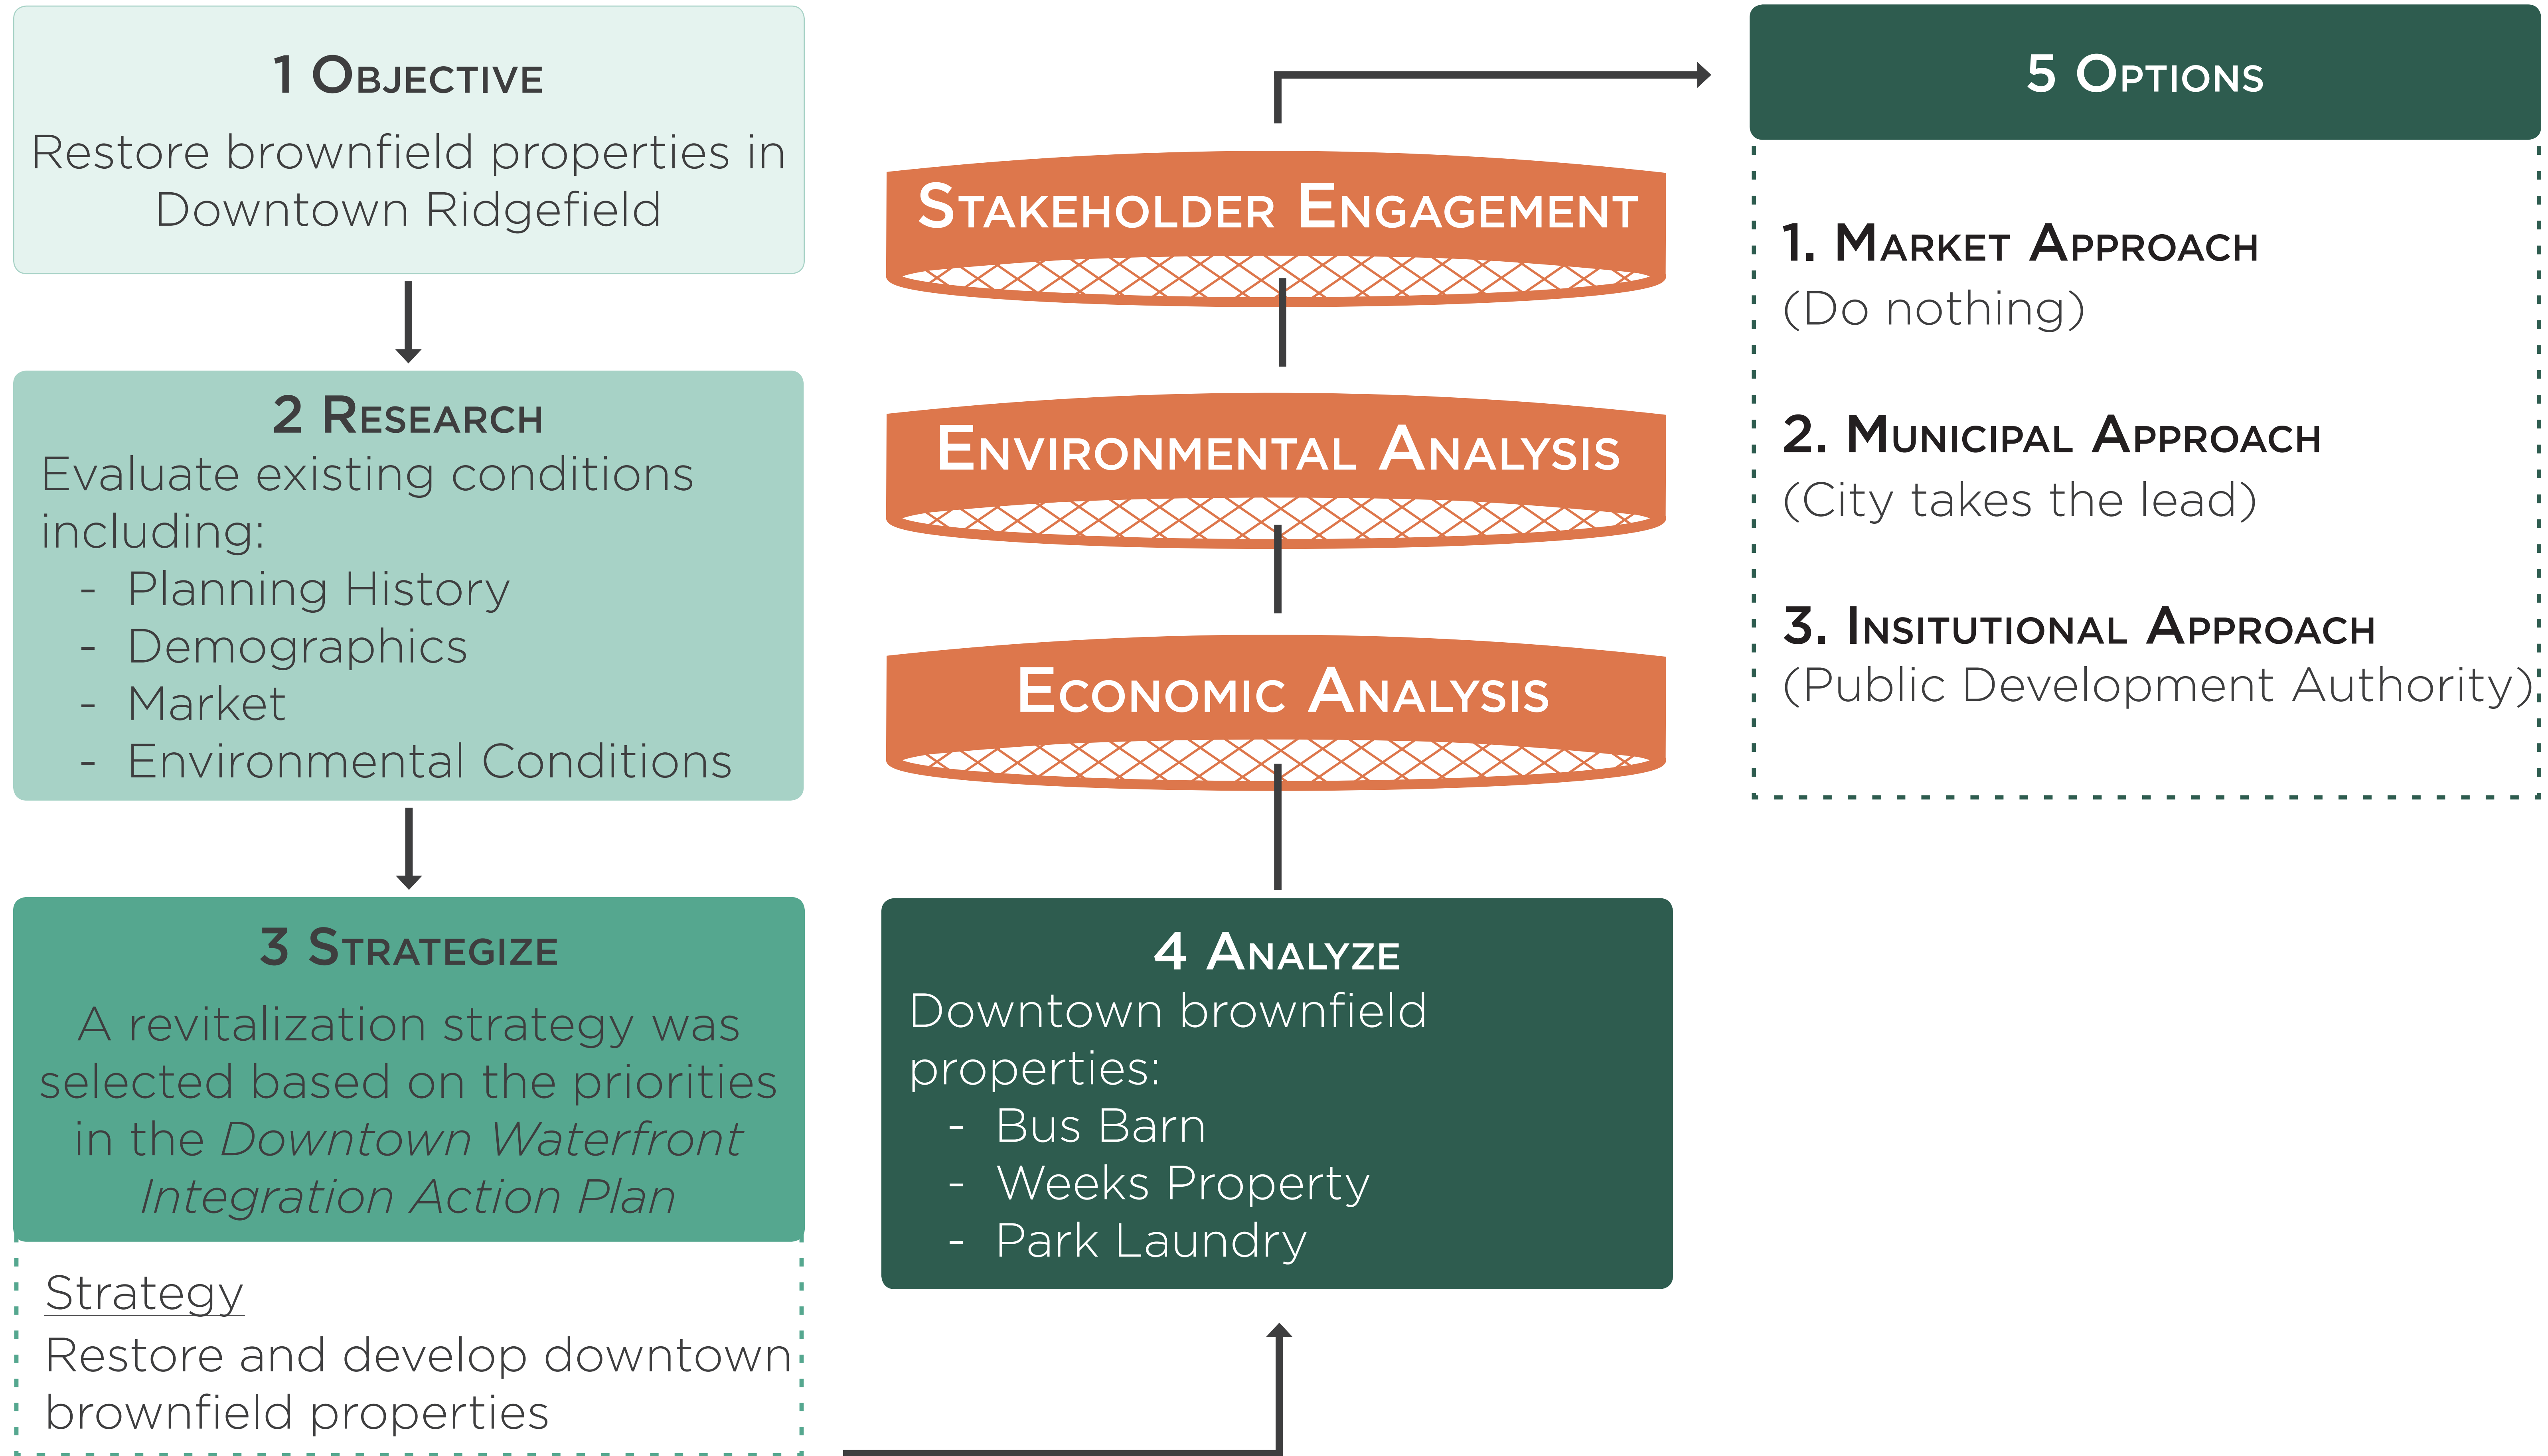 1 Objective
Restore brownfield properties in
Downtown Ridgefield
2 Research
Evaluate existing conditions
including:
- Planning History
- Demographics
- Market
- Environmental Conditions
3 Strategize
A revitalization strategy was
selected based on the priorities
in the Downtown Waterfront
Integration Action Plan
Strategy
Restore and develop downtown
brownfield properties
4 Analyze
Downtown brownfield
properties:
- Bus Barn
- Weeks Property
- Park Laundry
Economic Analysis
Environmental Analysis
Stakeholder Engagement
5 Options
1. Market Approach
(Do nothing)
2. Municipal Approach
(City takes the lead)
3. Insitutional Approach
(Public Development Authority)